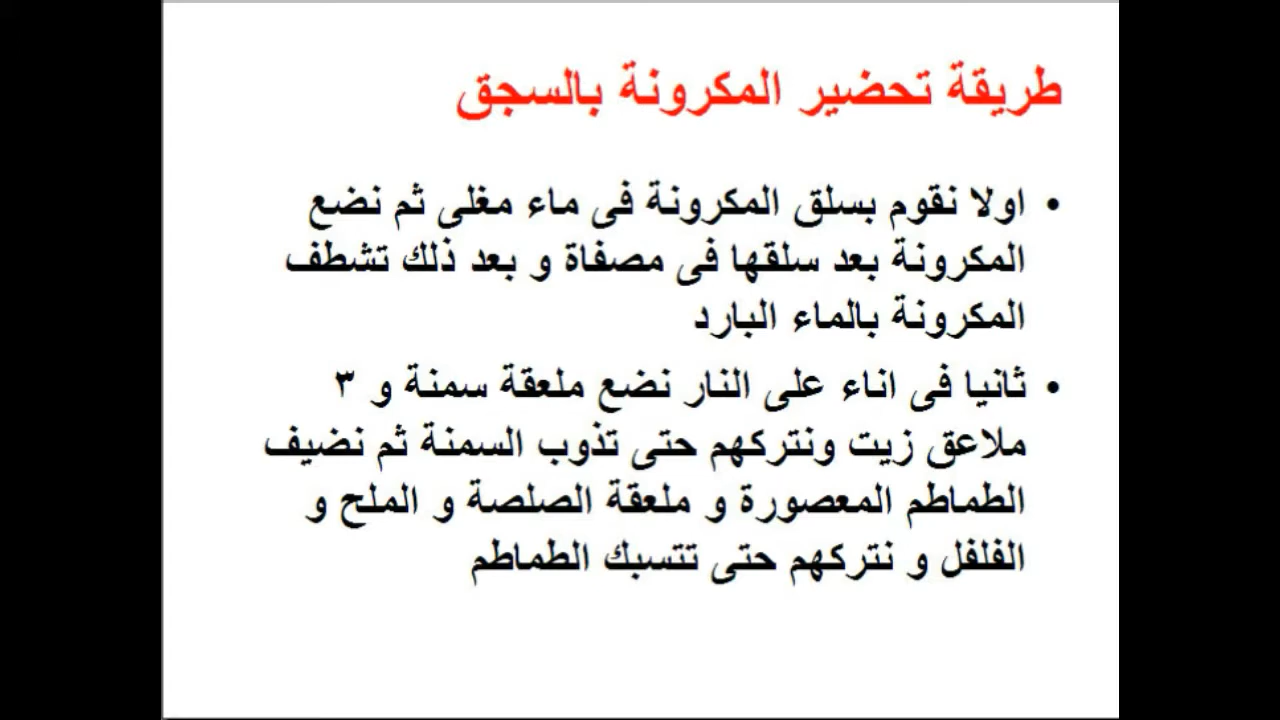 طريقة تحضير المكرونة بالسجق
• اولا نقوم بسلق المكرونة فى ماء مغلى ثم نضع
المكرونة بعد سلقها فى مصفاة و بعد ذلك تشطف
المكرونة بالماء البارد
• ثانيا فى اناء على النار نضع ملعقة سمنة و ٣
ملاعق زيت ونتركهم حتى تذوب السمنة ثم نضيف
الطماطم المعصورة و ملعقة الصلصة و الملح و
الفلفل و نتركهم حتى تتسبك الطماطم